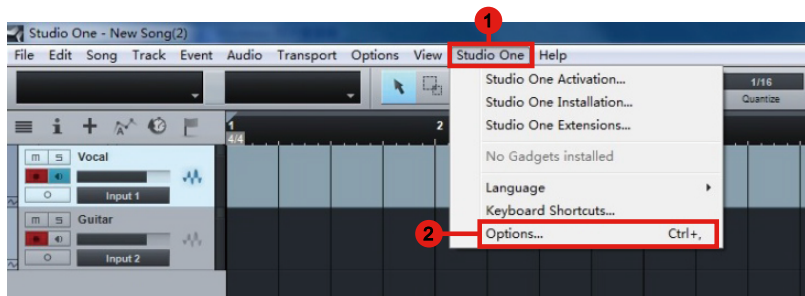 1
Studio One - New Song(2)
File Edit Song Track Event Audio Transport Options View Studio One Help
Studio One Activation...
Studio One Installation...
Studio One Extensions...
No Gadgets installed
Language
Keyboard Shortcuts...
2 Options... Ctrl+,
1/16
Quantize
1 2
4/4
m s Vocal
Input 1
m s Guitar
Input 2